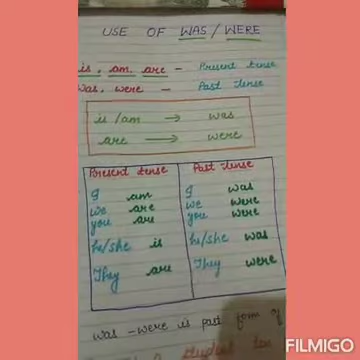 USE OF WAS / WERE
is, am, are - Present tense
Was, were - Past Tense
is / am → was
are → were
Present tense Past Tense
I am I was
we are we were
you are you were
he/she is he/she was
They are They were
was - were is past form of
student
FILMIGO